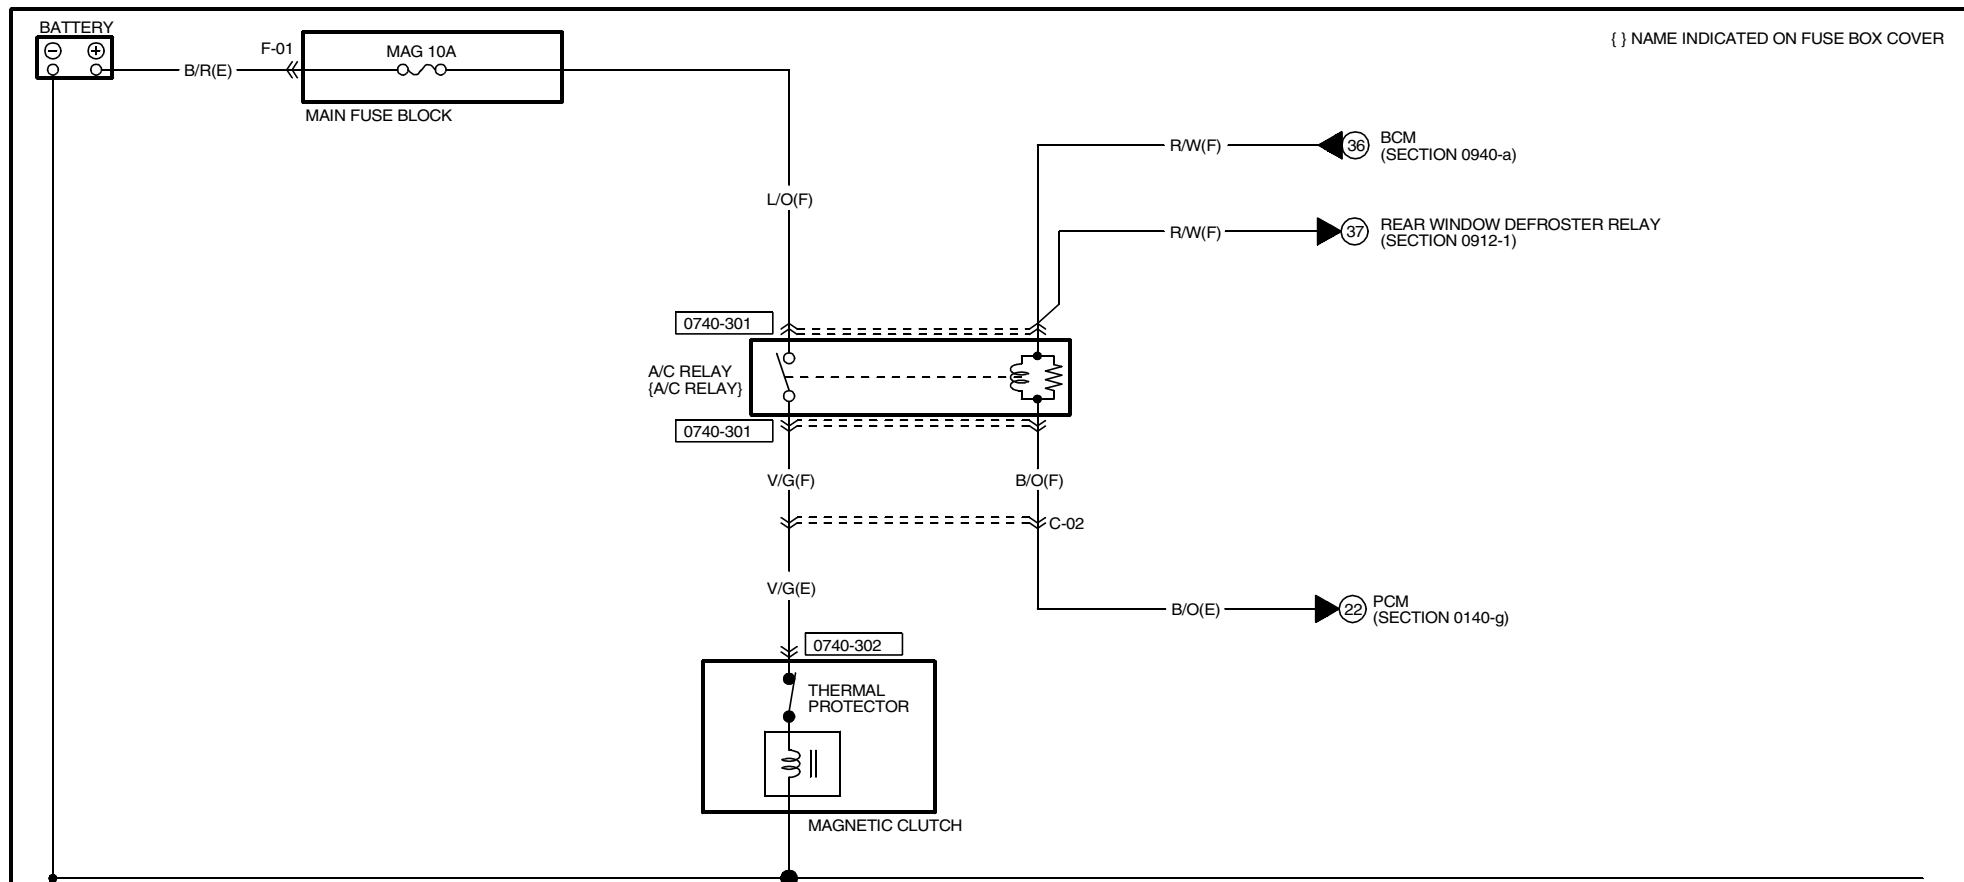 BATTERY
{ } NAME INDICATED ON FUSE BOX COVER
F-01
MAG 10A
B/R(E)
MAIN FUSE BLOCK
R/W(F)
36
BCM
(SECTION 0940-a)
L/O(F)
R/W(F)
37
REAR WINDOW DEFROSTER RELAY
(SECTION 0912-1)
0740-301
A/C RELAY
{A/C RELAY}
0740-301
V/G(F)
B/O(F)
C-02
V/G(E)
B/O(E)
22
PCM
(SECTION 0140-g)
0740-302
THERMAL
PROTECTOR
MAGNETIC CLUTCH